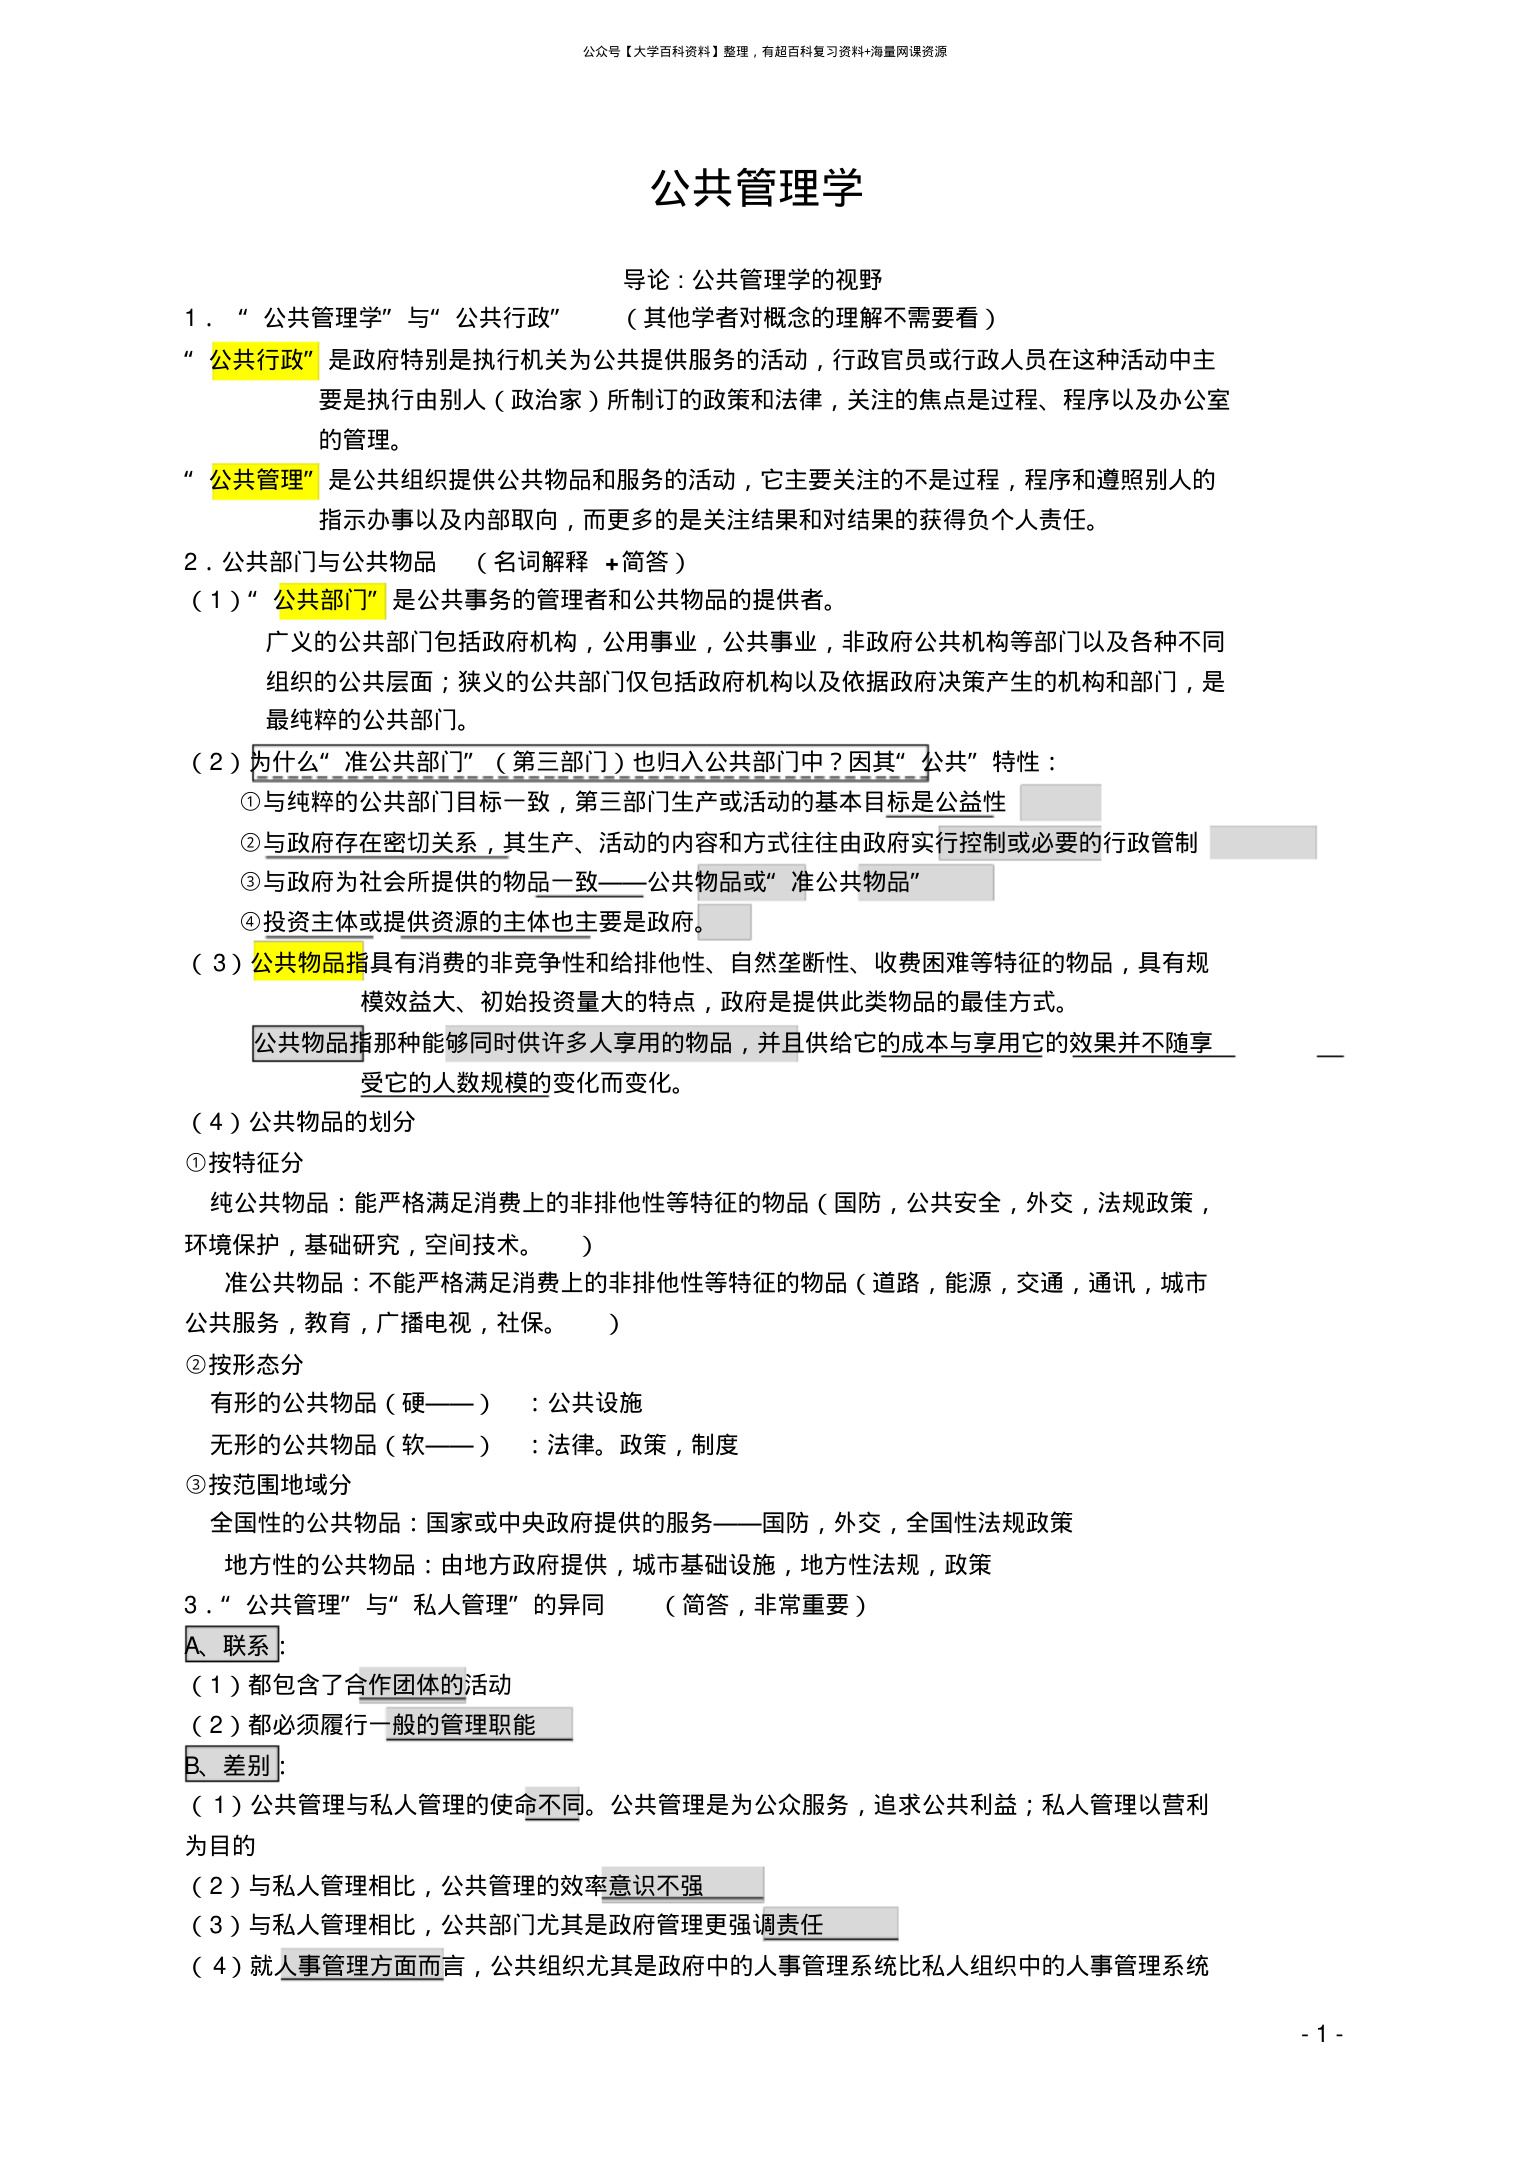 公众号【大学百科资料】整理，有超百科复习资料+海量网课资源
公共管理学
导论：公共管理学的视野
1．“公共管理学”与“公共行政”（其他学者对概念的理解不需要看）
“公共行政”是政府特别是执行机关为公共提供服务的活动，行政官员或行政人员在这种活动中主
要是执行由别人（政治家）所制订的政策和法律，关注的焦点是过程、程序以及办公室
的管理。
“公共管理”是公共组织提供公共物品和服务的活动，它主要关注的不是过程，程序和遵照别人的
指示办事以及内部取向，而更多的是关注结果和对结果的获得负个人责任。
2．公共部门与公共物品（名词解释+简答）
（1）“公共部门”是公共事务的管理者和公共物品的提供者。
广义的公共部门包括政府机构，公用事业，公共事业，非政府公共机构等部门以及各种不同
组织的公共层面；狭义的公共部门仅包括政府机构以及依据政府决策产生的机构和部门，是
最纯粹的公共部门。
（2）为什么“准公共部门”（第三部门）也归入公共部门中？因其“公共”特性：
①与纯粹的公共部门目标一致，第三部门生产或活动的基本目标是公益性
②与政府存在密切关系，其生产、活动的内容和方式往往由政府实行控制或必要的行政管制
③与政府为社会所提供的物品一致——公共物品或“准公共物品”
④投资主体或提供资源的主体也主要是政府。
（3）公共物品指具有消费的非竞争性和给排他性、自然垄断性、收费困难等特征的物品，具有规
模效益大、初始投资量大的特点，政府是提供此类物品的最佳方式。
公共物品指那种能够同时供许多人享用的物品，并且供给它的成本与享用它的效果并不随享
受它的人数规模的变化而变化。
（4）公共物品的划分
①按特征分
纯公共物品：能严格满足消费上的非排他性等特征的物品（国防，公共安全，外交，法规政策，
环境保护，基础研究，空间技术。）
准公共物品：不能严格满足消费上的非排他性等特征的物品（道路，能源，交通，通讯，城市
公共服务，教育，广播电视，社保。）
②按形态分
有形的公共物品（硬——）：公共设施
无形的公共物品（软——）：法律。政策，制度
③按范围地域分
全国性的公共物品：国家或中央政府提供的服务——国防，外交，全国性法规政策
地方性的公共物品：由地方政府提供，城市基础设施，地方性法规，政策
3．“公共管理”与“私人管理”的异同（简答，非常重要）
A、联系：
（1）都包含了合作团体的活动
（2）都必须履行一般的管理职能
B、差别：
（1）公共管理与私人管理的使命不同。公共管理是为公众服务，追求公共利益；私人管理以营利
为目的
（2）与私人管理相比，公共管理的效率意识不强
（3）与私人管理相比，公共部门尤其是政府管理更强调责任
（4）就人事管理方面而言，公共组织尤其是政府中的人事管理系统比私人组织中的人事管理系统
- 1 -